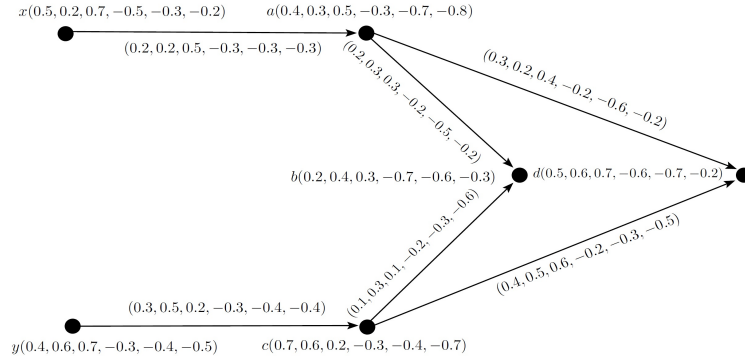 x(0.5, 0.2, 0.7, −0.5, −0.3, −0.2)
a(0.4, 0.3, 0.5, −0.3, −0.7, −0.8)
(0.2, 0.2, 0.5, −0.3, −0.3, −0.3)
(0.2, 0.3, 0.3, −0.2, −0.5, −0.2)
(0.3, 0.2, 0.4, −0.2, −0.6, −0.2)
b(0.2, 0.4, 0.3, −0.7, −0.6, −0.3)
d(0.5, 0.6, 0.7, −0.6, −0.7, −0.2)
(0.1, 0.3, 0.1, −0.2, −0.3, −0.6)
(0.4, 0.5, 0.6, −0.2, −0.3, −0.5)
(0.3, 0.5, 0.2, −0.3, −0.4, −0.4)
y(0.4, 0.6, 0.7, −0.3, −0.4, −0.5)
c(0.7, 0.6, 0.2, −0.3, −0.4, −0.7)